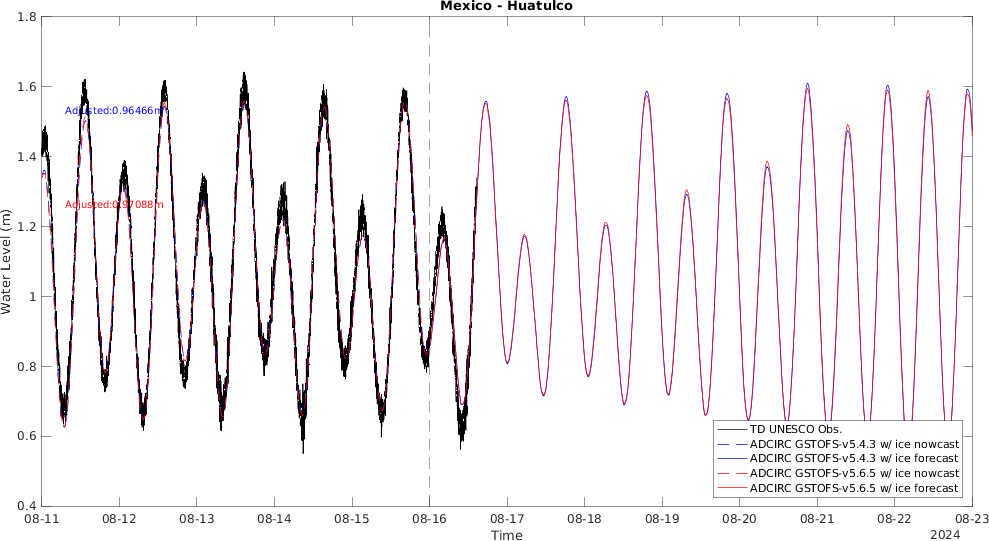 Mexico - Huatulco
Water Level (m)
1.8
1.6
1.4
1.2
1
0.8
0.6
0.4
Adjusted:0.96466m
Adjusted:0.97088m
TD UNESCO Obs.
ADCIRC GSTOFS-v5.4.3 w/ ice nowcast
ADCIRC GSTOFS-v5.4.3 w/ ice forecast
ADCIRC GSTOFS-v5.6.5 w/ ice nowcast
ADCIRC GSTOFS-v5.6.5 w/ ice forecast
08-11 08-12 08-13 08-14 08-15 08-16 08-17 08-18 08-19 08-20 08-21 08-22 08-23
Time
2024